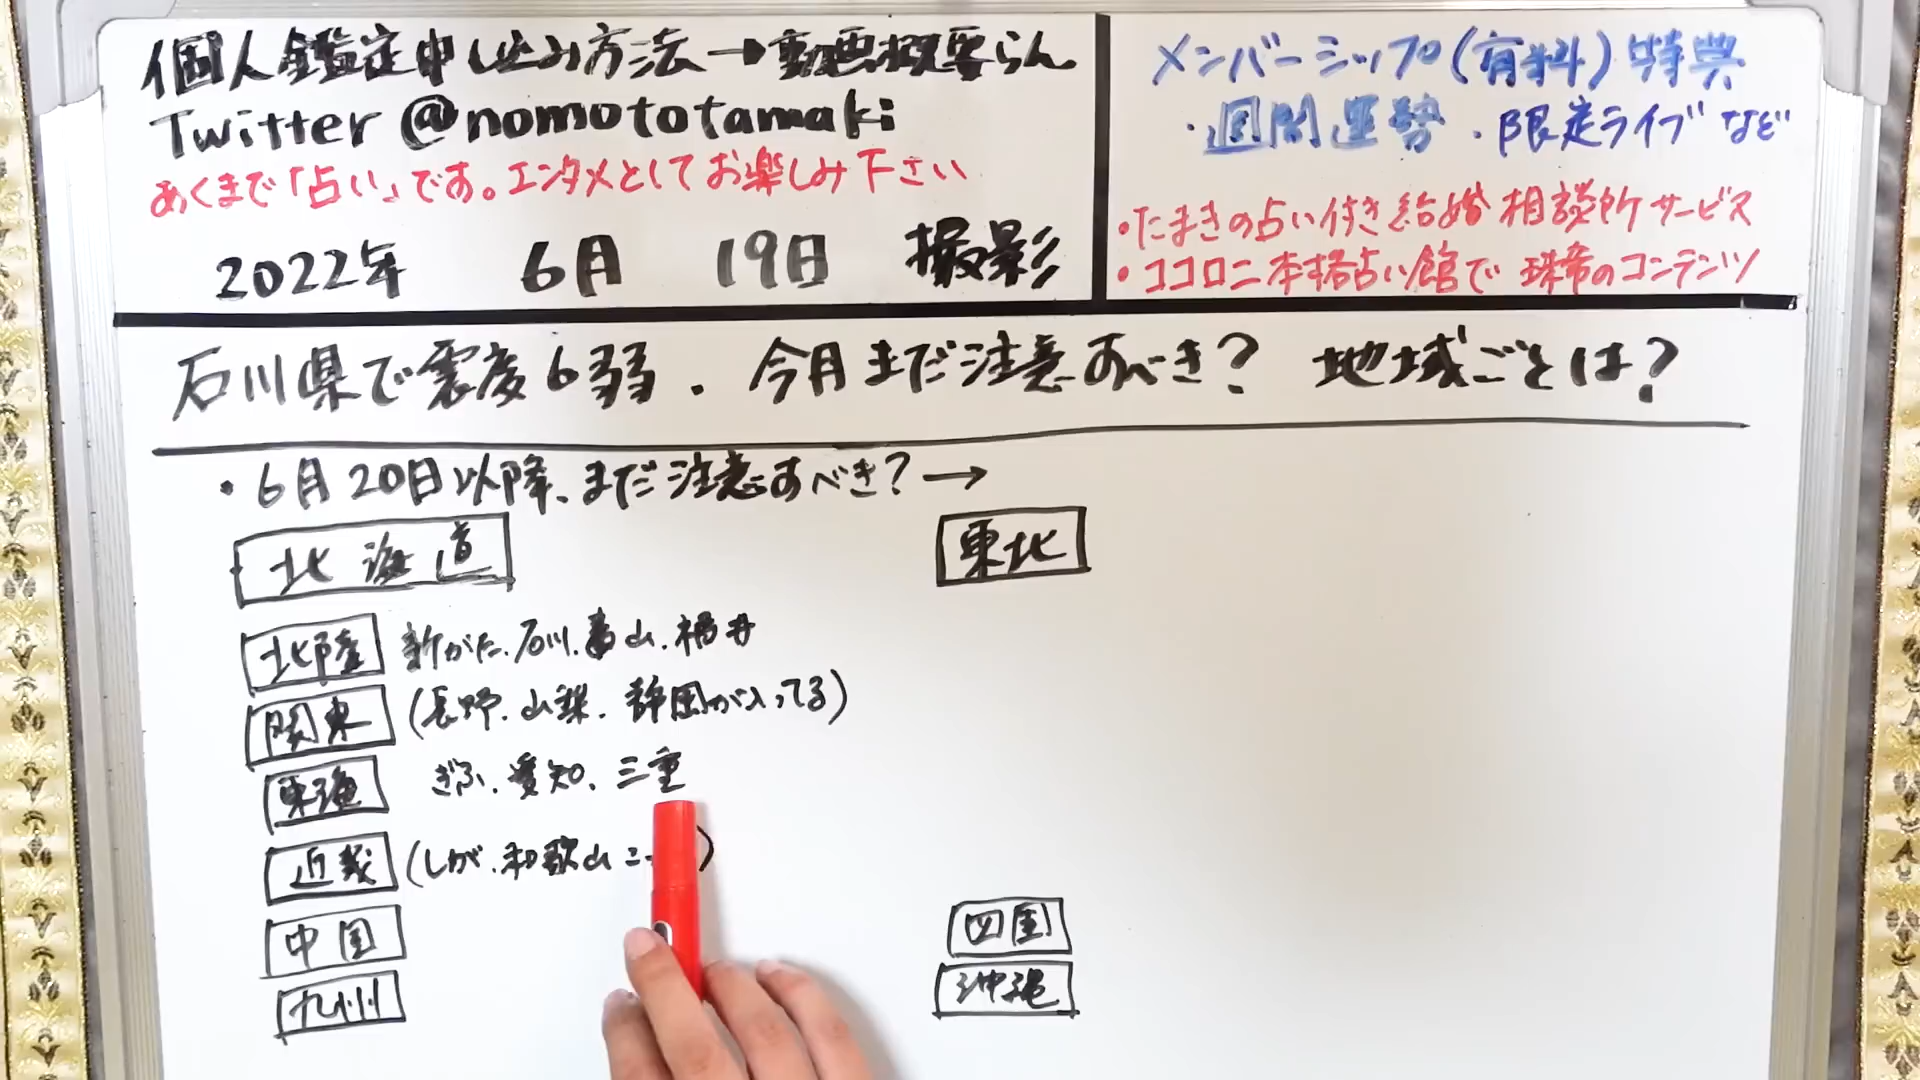 個人鑑定申し込み方法→動画概要らん
Twitter @nomototamaki
あくまで「占い」です。エンタメとしてお楽しみ下さい
2022年 6月 19日 撮影
メンバーシップ(有料)特典
・週間運勢 ・限定ライブ など
・たまきの占い付き結婚相談所サービス
・ココロニ本格占い館で 珠希のコンテンツ
石川県で震度6弱.今月まだ注意すべき? 地域ごとは?
・6月20日以降、まだ注意すべき?→
北海道
東北
北陸 新がた.石川.富山.福井
関東 (長野.山梨.静岡が入ってる)
東海 ぎふ.愛知.三重
近畿 (しが.和歌山こ )
中国
四国
九州
沖縄